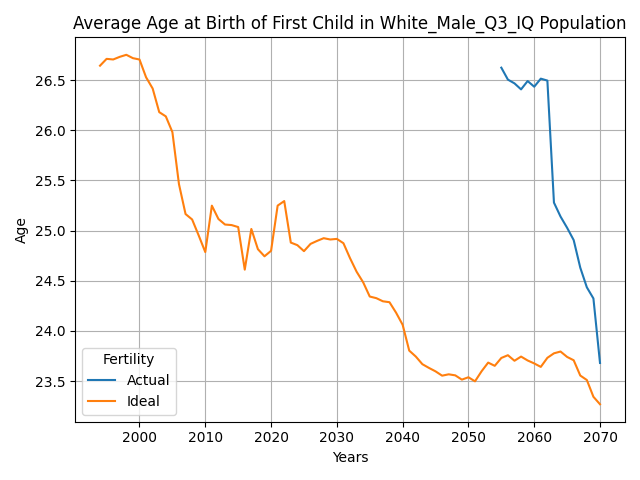 Average Age at Birth of First Child in White_Male_Q3_IQ Population
Age
26.5
26.0
25.5
25.0
24.5
24.0
23.5
Fertility
Actual
Ideal
2000 2010 2020 2030 2040 2050 2060 2070
Years